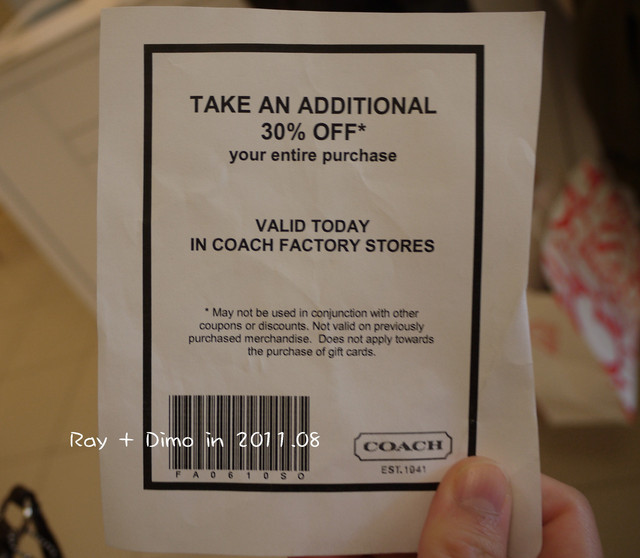 TAKE AN ADDITIONAL
30% OFF*
your entire purchase
VALID TODAY
IN COACH FACTORY STORES
* May not be used in conjunction with other
coupons or discounts. Not valid on previously
purchased merchandise. Does not apply towards
the purchase of gift cards.
Ray + Dimo in 2011.08
FA0610SO
COACH
EST. 1941